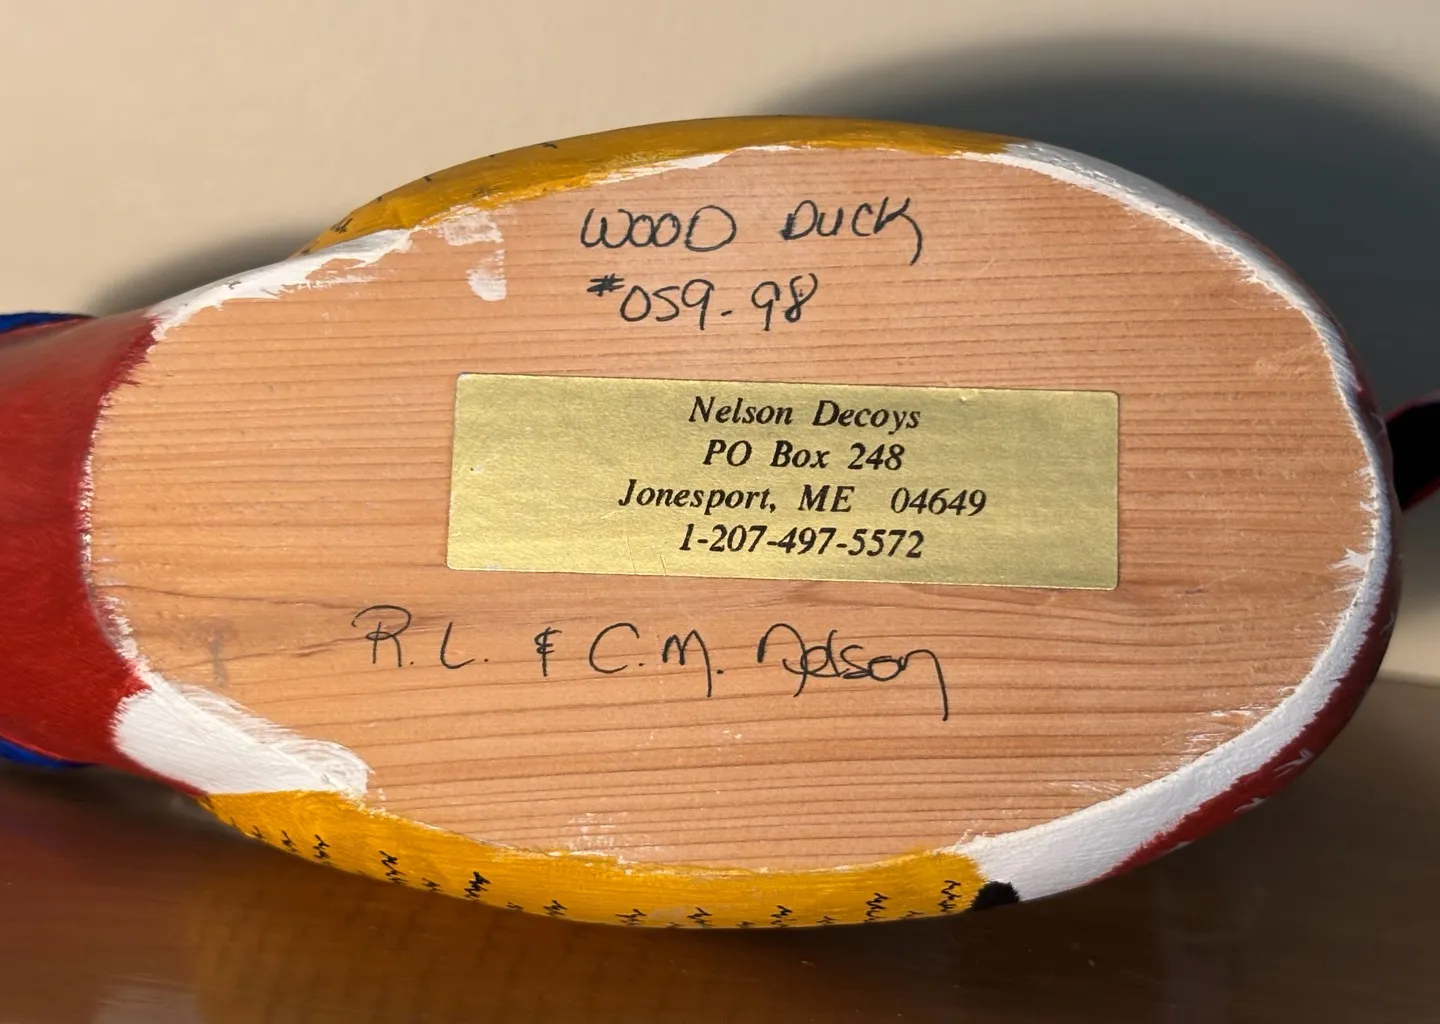 WOOD DUCK
#059-98
Nelson Decoys
PO Box 248
Jonesport, ME 04649
1-207-497-5572
R.L. & C.M. Nelson